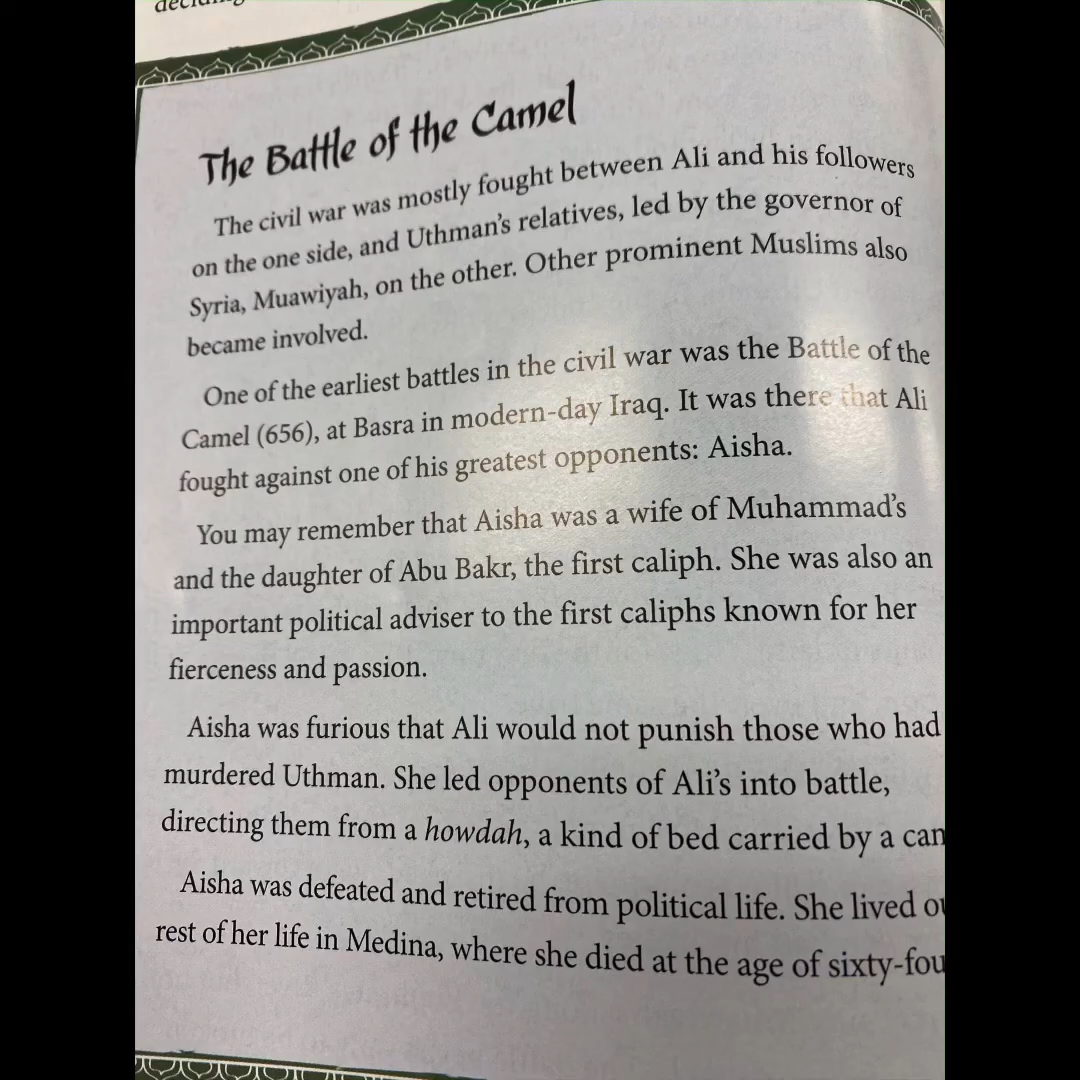 The Battle of the Camel
The civil war was mostly fought between Ali and his followers
on the one side, and Uthman's relatives, led by the governor of
Syria, Muawiyah, on the other. Other prominent Muslims also
became involved.
One of the earliest battles in the civil war was the Battle of the
Camel (656), at Basra in modern-day Iraq. It was there that Ali
fought against one of his greatest opponents: Aisha.
You may remember that Aisha was a wife of Muhammad's
and the daughter of Abu Bakr, the first caliph. She was also an
important political adviser to the first caliphs known for her
fierceness and passion.
Aisha was furious that Ali would not punish those who had
murdered Uthman. She led opponents of Ali's into battle,
directing them from a howdah, a kind of bed carried by a
Aisha was defeated and retired from political life. She lived
rest of her life in Medina, where she died at the age of